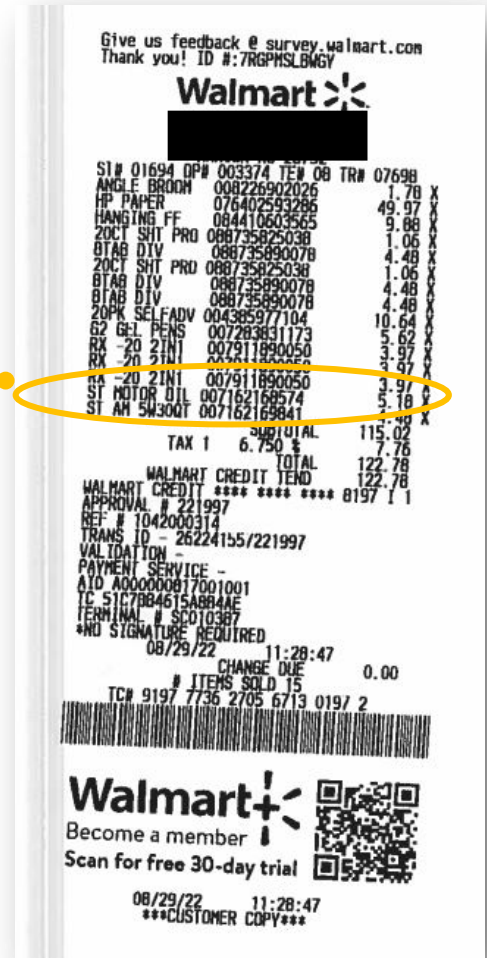 Give us feedback @ survey.walmart.com
Thank you! ID #:7RGPMSLBWGY
Walmart
ST# 01694 OP# 003374 TE# 08 TR# 07698
ANGLE BROOM 008226902026 1.78 X
HP PAPER 076402593286 49.97 X
HANGING FF 084410603565 9.88 X
20CT SHT PRO 088735825038 1.06 X
8TAB DIV 088735890078 4.48 X
20CT SHT PRO 088735825038 1.06 X
8TAB DIV 088735890078 4.48 X
8TAB DIV 088735890078 4.48 X
20PK SELFADV 004385977104 10.64 X
G2 GEL PENS 007283831173 5.62 X
RX -20 2IN1 007911890050 3.97 X
RX -20 2IN1 3.97 X
RX -20 2IN1 007911890050 3.97 X
ST MOTOR OIL 007162168574 5.18 X
ST AM 5W30QT 007162169841 4.48 X
SUBTOTAL 115.02
TAX 1 6.750 % 7.76
TOTAL 122.78
WALMART CREDIT TEND 122.78
WALMART CREDIT **** **** **** 8197 I 1
APPROVAL # 221997
REF # 1042000314
TRANS ID - 26224155/221997
VALIDATION -
PAYMENT SERVICE -
AID A000000817001001
TC 51C7BB4615A8B4AE
TERMINAL # SC010387
*NO SIGNATURE REQUIRED
08/29/22 11:28:47
CHANGE DUE 0.00
# ITEMS SOLD 15
TC# 9197 7736 2705 6713 0197 2
Walmart+
Become a member
Scan for free 30-day trial
08/29/22 11:28:47
***CUSTOMER COPY***